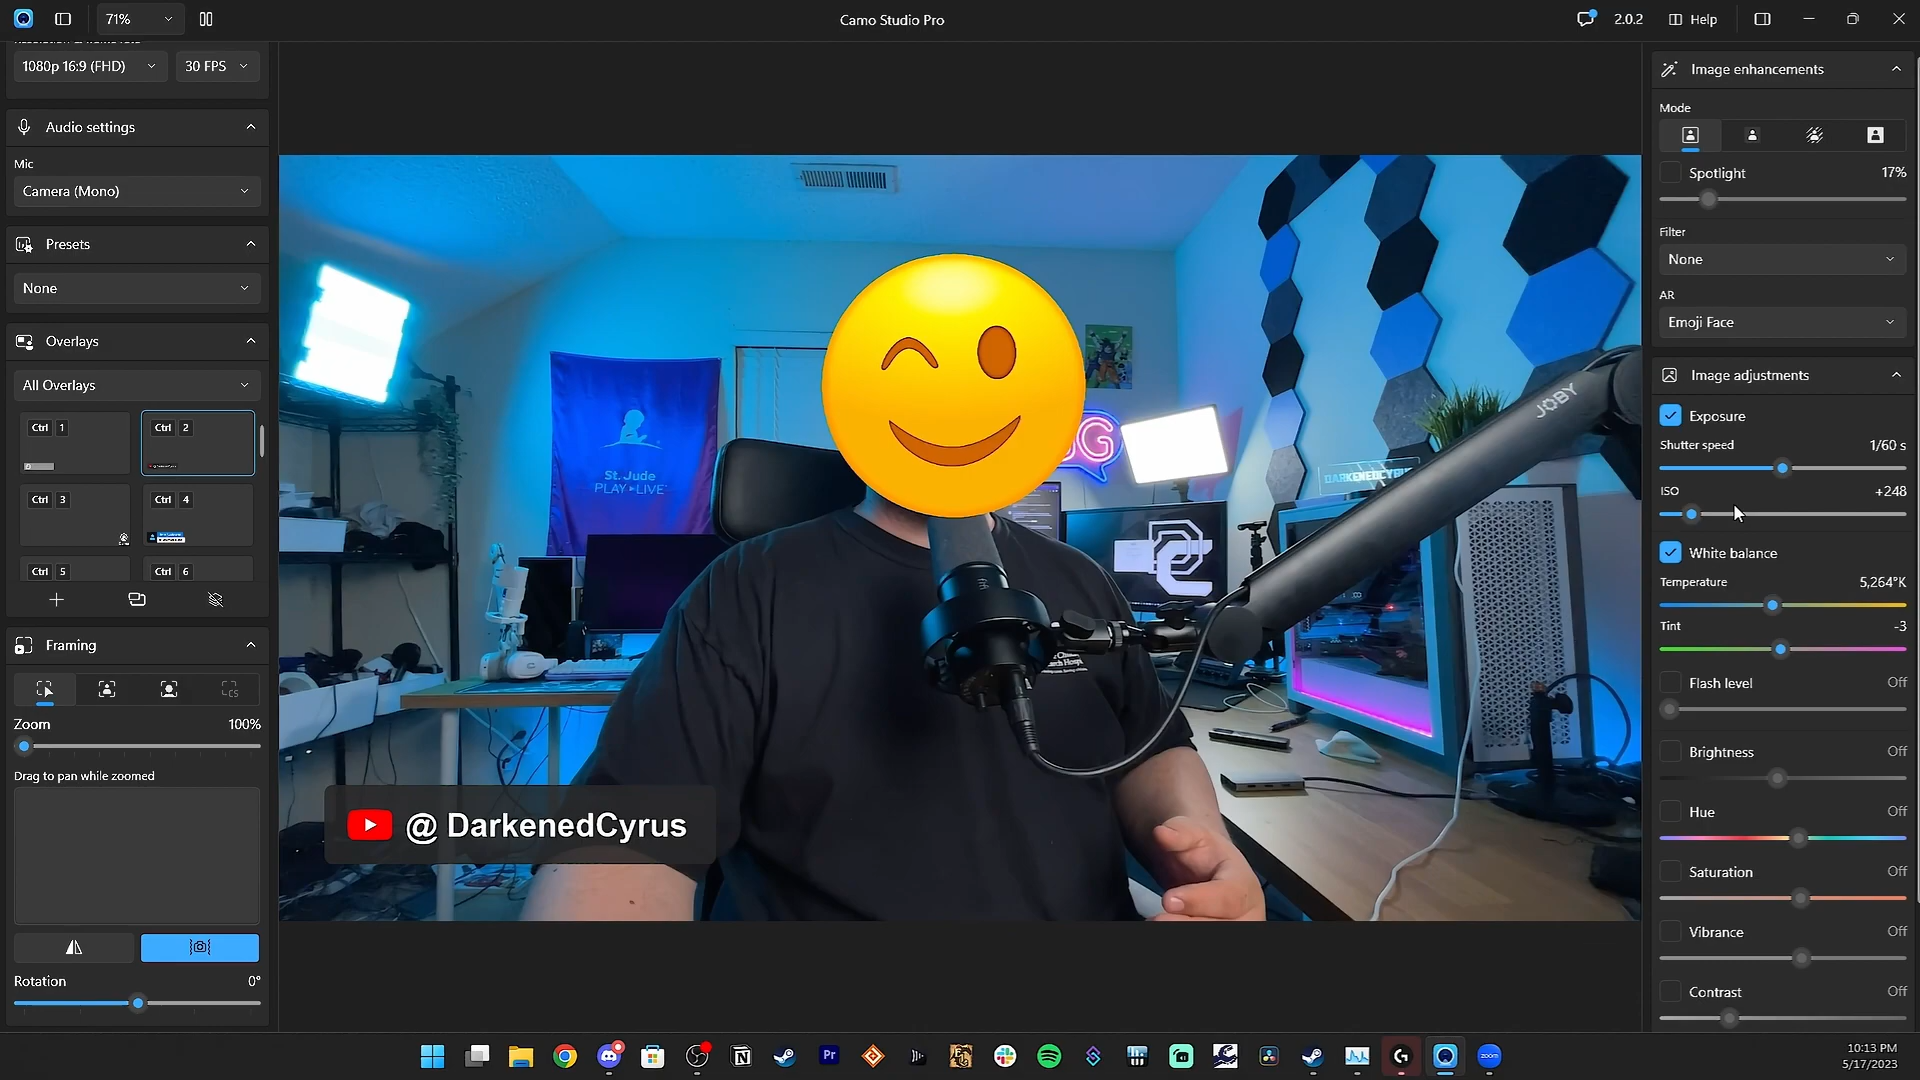 71%
Camo Studio Pro
2.0.2
Help
1080p 16:9 (FHD)
30 FPS
Audio settings
Mic
Camera (Mono)
Presets
None
Overlays
All Overlays
Ctrl 1
Ctrl 2
Ctrl 3
Ctrl 4
Ctrl 5
Ctrl 6
Framing
Zoom
100%
Drag to pan while zoomed
Rotation
0°
St. Jude
PLAY LIVE
G
JOBY
DARKENEDCYRUS
@ DarkenedCyrus
Image enhancements
Mode
Spotlight
17%
Filter
None
AR
Emoji Face
Image adjustments
Exposure
Shutter speed
1/60 s
ISO
+248
White balance
Temperature
5,264°K
Tint
-3
Flash level
Off
Brightness
Off
Hue
Off
Saturation
Off
Vibrance
Off
Contrast
Off
Pr
zoom
10:13 PM
5/17/2023